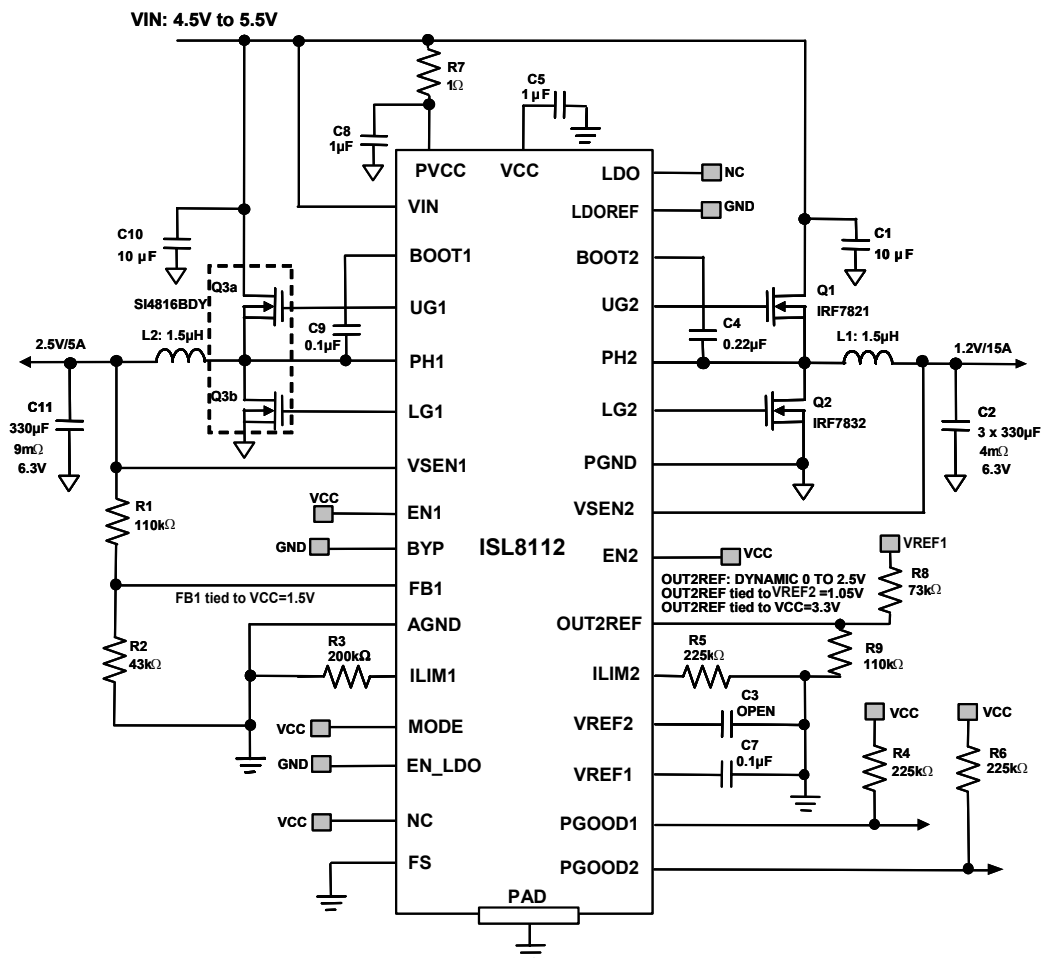 VIN: 4.5V to 5.5V
R7
1Ω
C5
1µF
C8
1µF
PVCC
VCC
LDO
NC
VIN
LDOREF
GND
C10
10 µF
C1
10 µF
BOOT1
BOOT2
Q3a
SI4816BDY
UG1
UG2
Q1
IRF7821
C9
0.1µF
C4
0.22µF
2.5V/5A
L2: 1.5µH
PH1
PH2
L1: 1.5µH
1.2V/15A
Q3b
LG1
LG2
Q2
IRF7832
C11
330µF
9mΩ
6.3V
C2
3 x 330µF
4mΩ
6.3V
VSEN1
PGND
R1
110kΩ
VCC
EN1
VSEN2
GND
BYP
ISL8112
EN2
VCC
VREF1
FB1 tied to VCC=1.5V
FB1
OUT2REF: DYNAMIC 0 TO 2.5V
OUT2REF tied to VREF2 =1.05V
OUT2REF tied to VCC=3.3V
R8
73kΩ
AGND
OUT2REF
R2
43kΩ
R3
200kΩ
ILIM1
ILIM2
R5
225kΩ
R9
110kΩ
VCC
MODE
VREF2
C3
OPEN
VCC
VCC
GND
EN_LDO
VREF1
C7
0.1µF
R4
225kΩ
R6
225kΩ
VCC
NC
PGOOD1
FS
PGOOD2
PAD